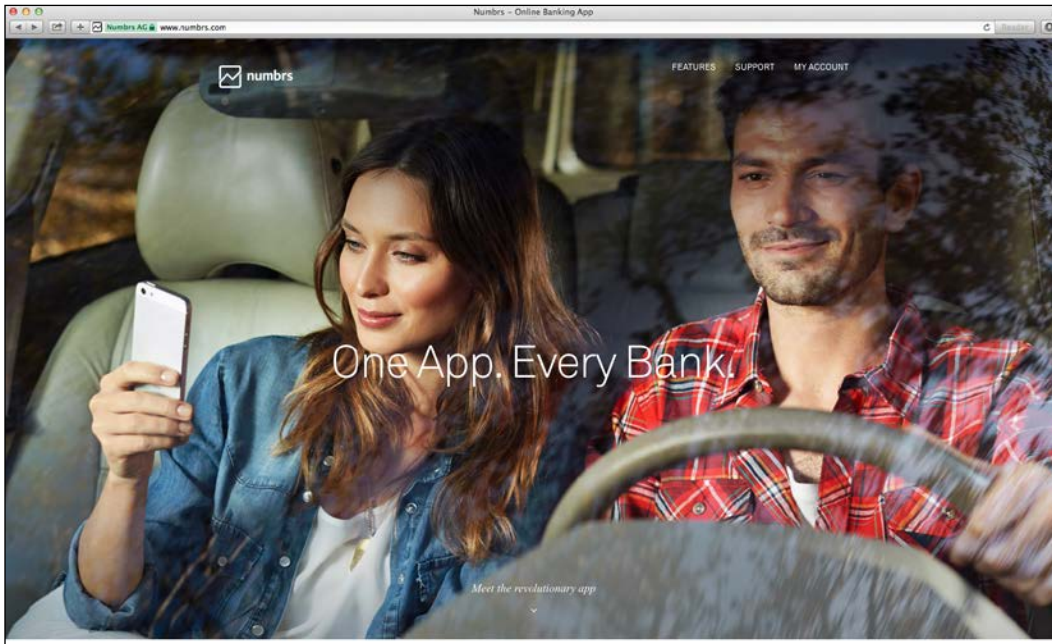 Numbrs – Online Banking App
Numbrs AG www.numbrs.com
Reader
numbrs
FEATURES SUPPORT MY ACCOUNT
One App. Every Bank.
Meet the revolutionary app